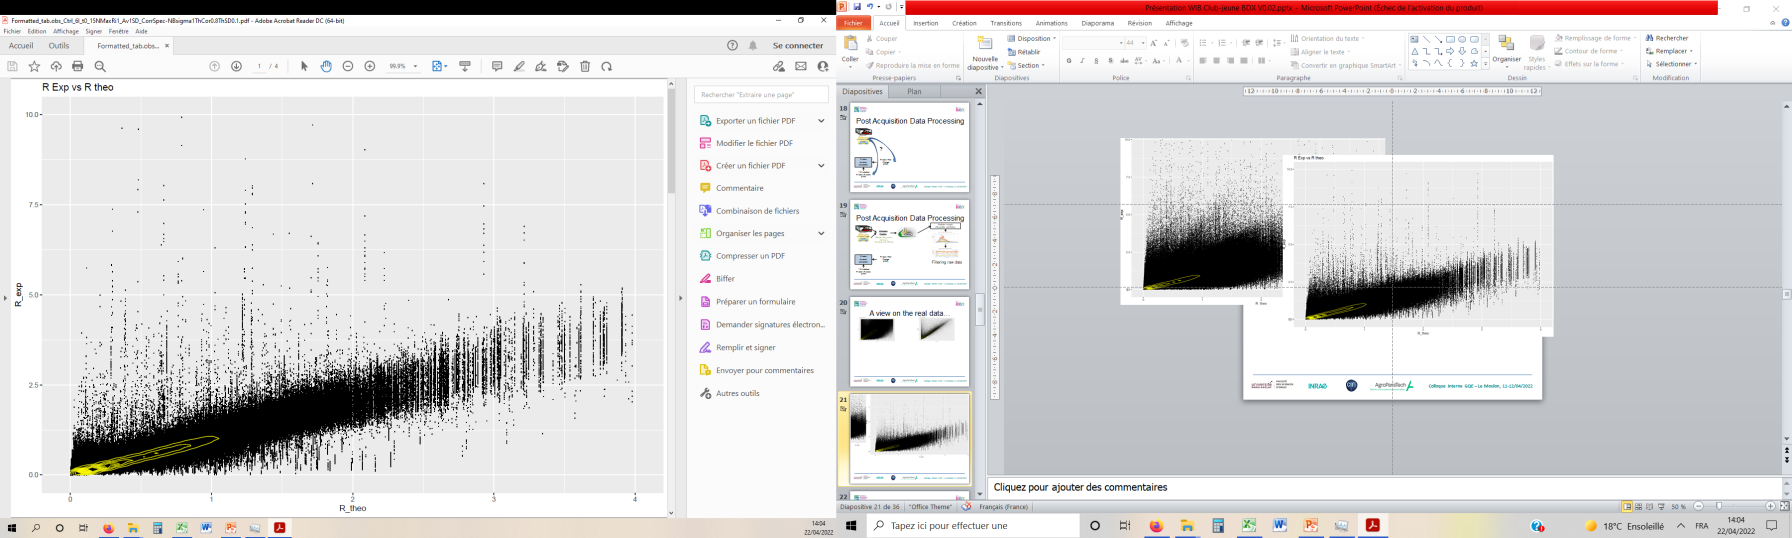 Formatted_tab.obs_Ctrl_6l_t0_15NMaxRi1_Av1SD_CorrSpec-NBsigma1ThCor0.8ThSD0.1.pdf - Adobe Acrobat Reader DC (64-bit)
Fichier Edition Affichage Signer Fenêtre Aide
Accueil Outils Formatted_tab.obs... ×
Se connecter
1 / 4
99,9%
R Exp vs R theo
10.0
7.5
5.0
2.5
0.0
R_exp
0 1 2 3 4
R_theo
Rechercher "Extraire une page"
Exporter un fichier PDF
Modifier le fichier PDF
Créer un fichier PDF
Commentaire
Combinaison de fichiers
Organiser les pages
Compresser un PDF
Biffer
Préparer un formulaire
Demander signatures électron...
Remplir et signer
Envoyer pour commentaires
Autres outils
14:04
22/04/2022
Présentation WIB Club-Jeune BOX V0.02.pptx - Microsoft PowerPoint (Échec de l'activation du produit)
Fichier Accueil Insertion Création Transitions Animations Diaporama Révision Affichage
Coller
Couper
Copier
Reproduire la mise en forme
Presse-papiers
Nouvelle diapositive
Disposition
Rétablir
Section
Diapositives
44
Police
Orientation du texte
Aligner le texte
Convertir en graphique SmartArt
Paragraphe
Organiser
Styles rapides
Remplissage de forme
Contour de forme
Effets sur la forme
Dessin
Rechercher
Remplacer
Sélectionner
Modification
Diapositives Plan
18
Post Acquisition Data Processing
19
Post Acquisition Data Processing
Filtering raw data
20
A view on the real data...
21
22
R Exp vs R theo
R_theo
INRAE
AgroParisTech
Colloque Interne GQE - Le Moulon, 11-12/04/2022
Cliquez pour ajouter des commentaires
Diapositive 21 de 36 "Office Theme" Français (France)
50 %
Tapez ici pour effectuer une
18°C Ensoleillé
FRA
14:04
22/04/2022